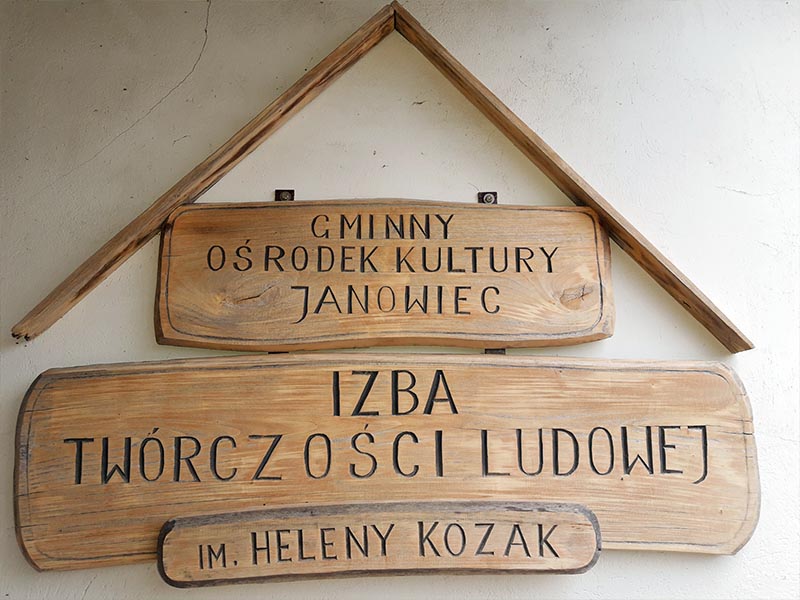 GMINNY
OŚRODEK KULTURY
JANOWIEC
IZBA
TWÓRCZOŚCI LUDOWEJ
IM. HELENY KOZAK